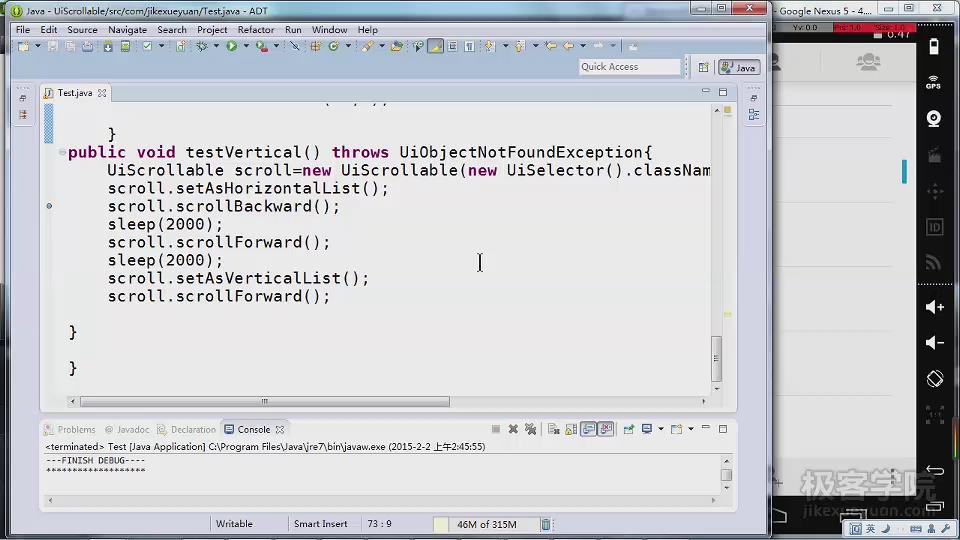 Java - UiScrollable/src/com/jikexueyuan/Test.java - ADT
Google Nexus 5 - 4...
File Edit Source Refactor Navigate Search Project Run Window Help
Quick Access
Java
Test.java
}
public void testVertical() throws UiObjectNotFoundException{
UiScrollable scroll=new UiScrollable(new UiSelector().classNam
scroll.setAsHorizontalList();
scroll.scrollBackward();
sleep(2000);
scroll.scrollForward();
sleep(2000);
scroll.setAsVerticalList();
scroll.scrollForward();
}
}
Problems Javadoc Declaration Console
<terminated> Test [Java Application] C:\Program Files\Java\jre7\bin\javaw.exe (2015-2-2 上午2:45:55)
---FINISH DEBUG----
*******************
Writable Smart Insert 73 : 9 46M of 315M
GPS
ID
1:1
极客学院
jikexueyuan.com
英